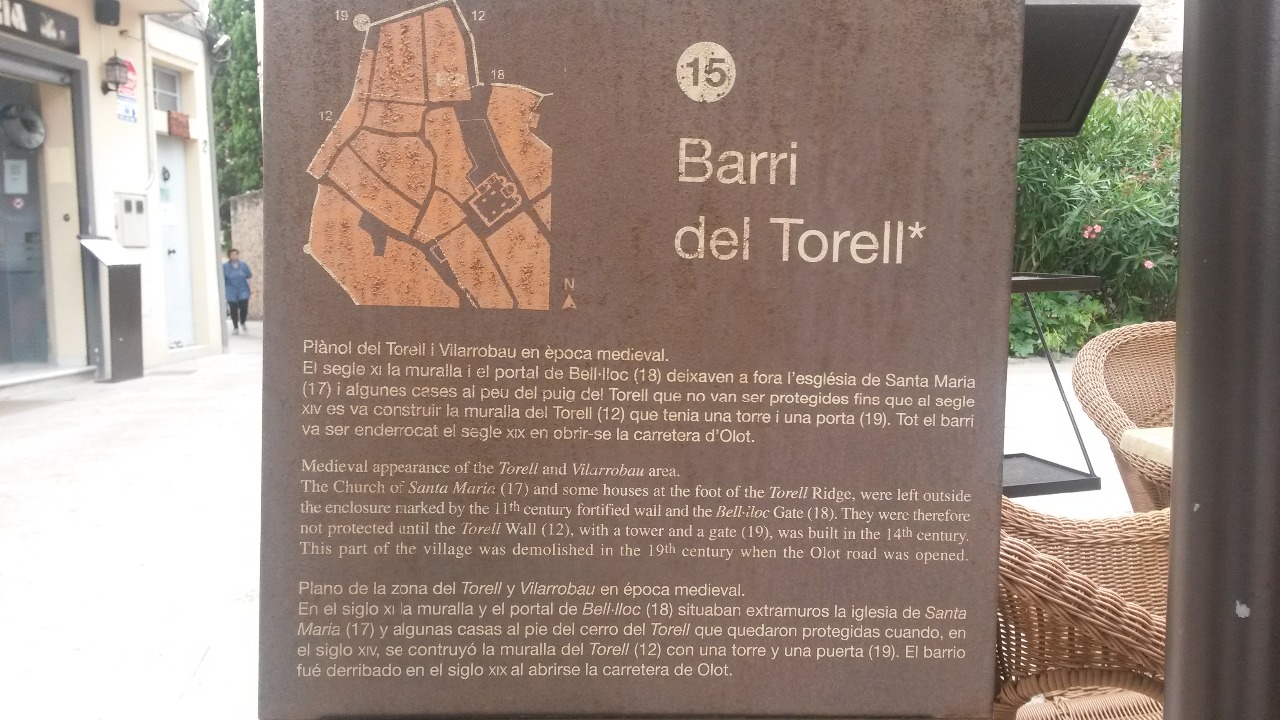 19
12
18
12
N
15
Barri
del Torell*
Plànol del Torell i Vilarrobau en època medieval.
El segle XI la muralla i el portal de Bell·lloc (18) deixaven a fora l'església de Santa Maria
(17) i algunes cases al peu del puig del Torell que no van ser protegides fins que al segle
XIV es va construir la muralla del Torell (12) que tenia una torre i una porta (19). Tot el barri
va ser enderrocat el segle XIX en obrir-se la carretera d'Olot.
Medieval appearance of the Torell and Vilarrobau area.
The Church of Santa Maria (17) and some houses at the foot of the Torell Ridge, were left outside
the enclosure marked by the 11th century fortified wall and the Bell·lloc Gate (18). They were therefore
not protected until the Torell Wall (12), with a tower and a gate (19), was built in the 14th century.
This part of the village was demolished in the 19th century when the Olot road was opened.
Plano de la zona del Torell y Vilarrobau en época medieval.
En el siglo XI la muralla y el portal de Bell·lloc (18) situaban extramuros la iglesia de Santa
Maria (17) y algunas casas al pie del cerro del Torell que quedaron protegidas cuando, en
el siglo XIV, se contruyó la muralla del Torell (12) con una torre y una puerta (19). El barrio
fué derribado en el siglo XIX al abrirse la carretera de Olot.